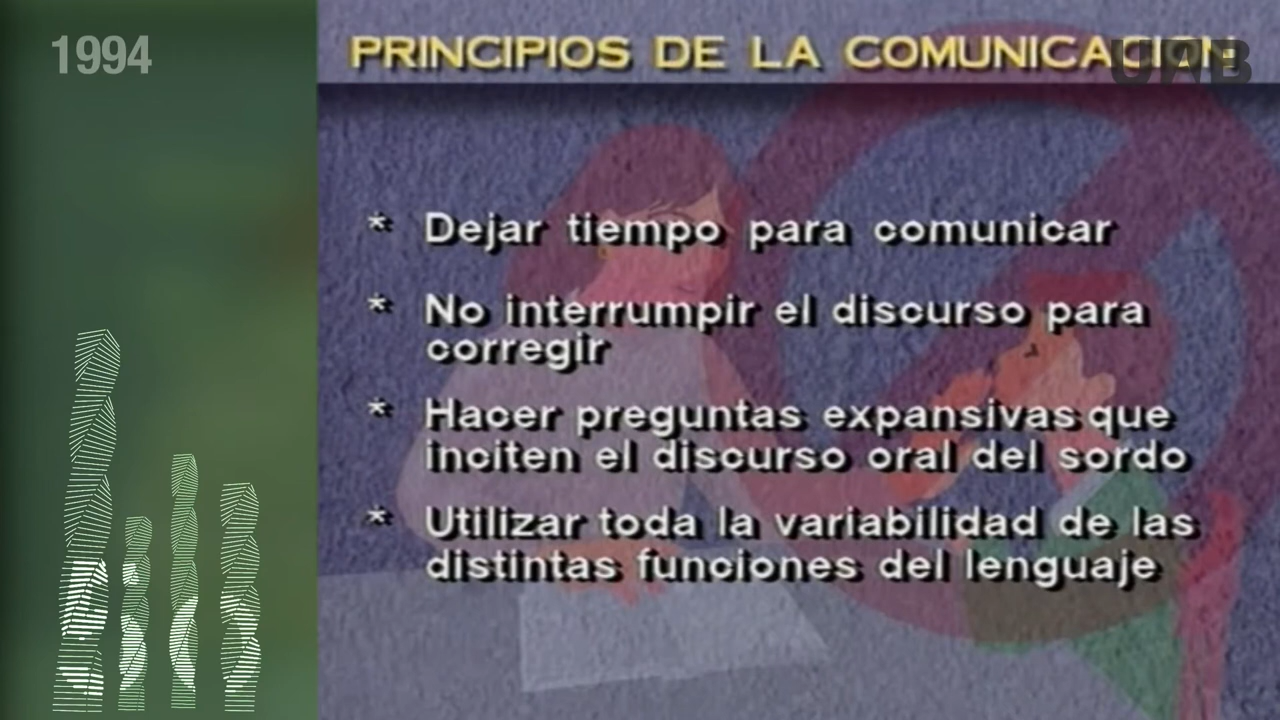 1994
PRINCIPIOS DE LA COMUNICACION
UAB
* Dejar tiempo para comunicar
* No interrumpir el discurso para
corregir
* Hacer preguntas expansivas que
inciten el discurso oral del sordo
* Utilizar toda la variabilidad de las
distintas funciones del lenguaje